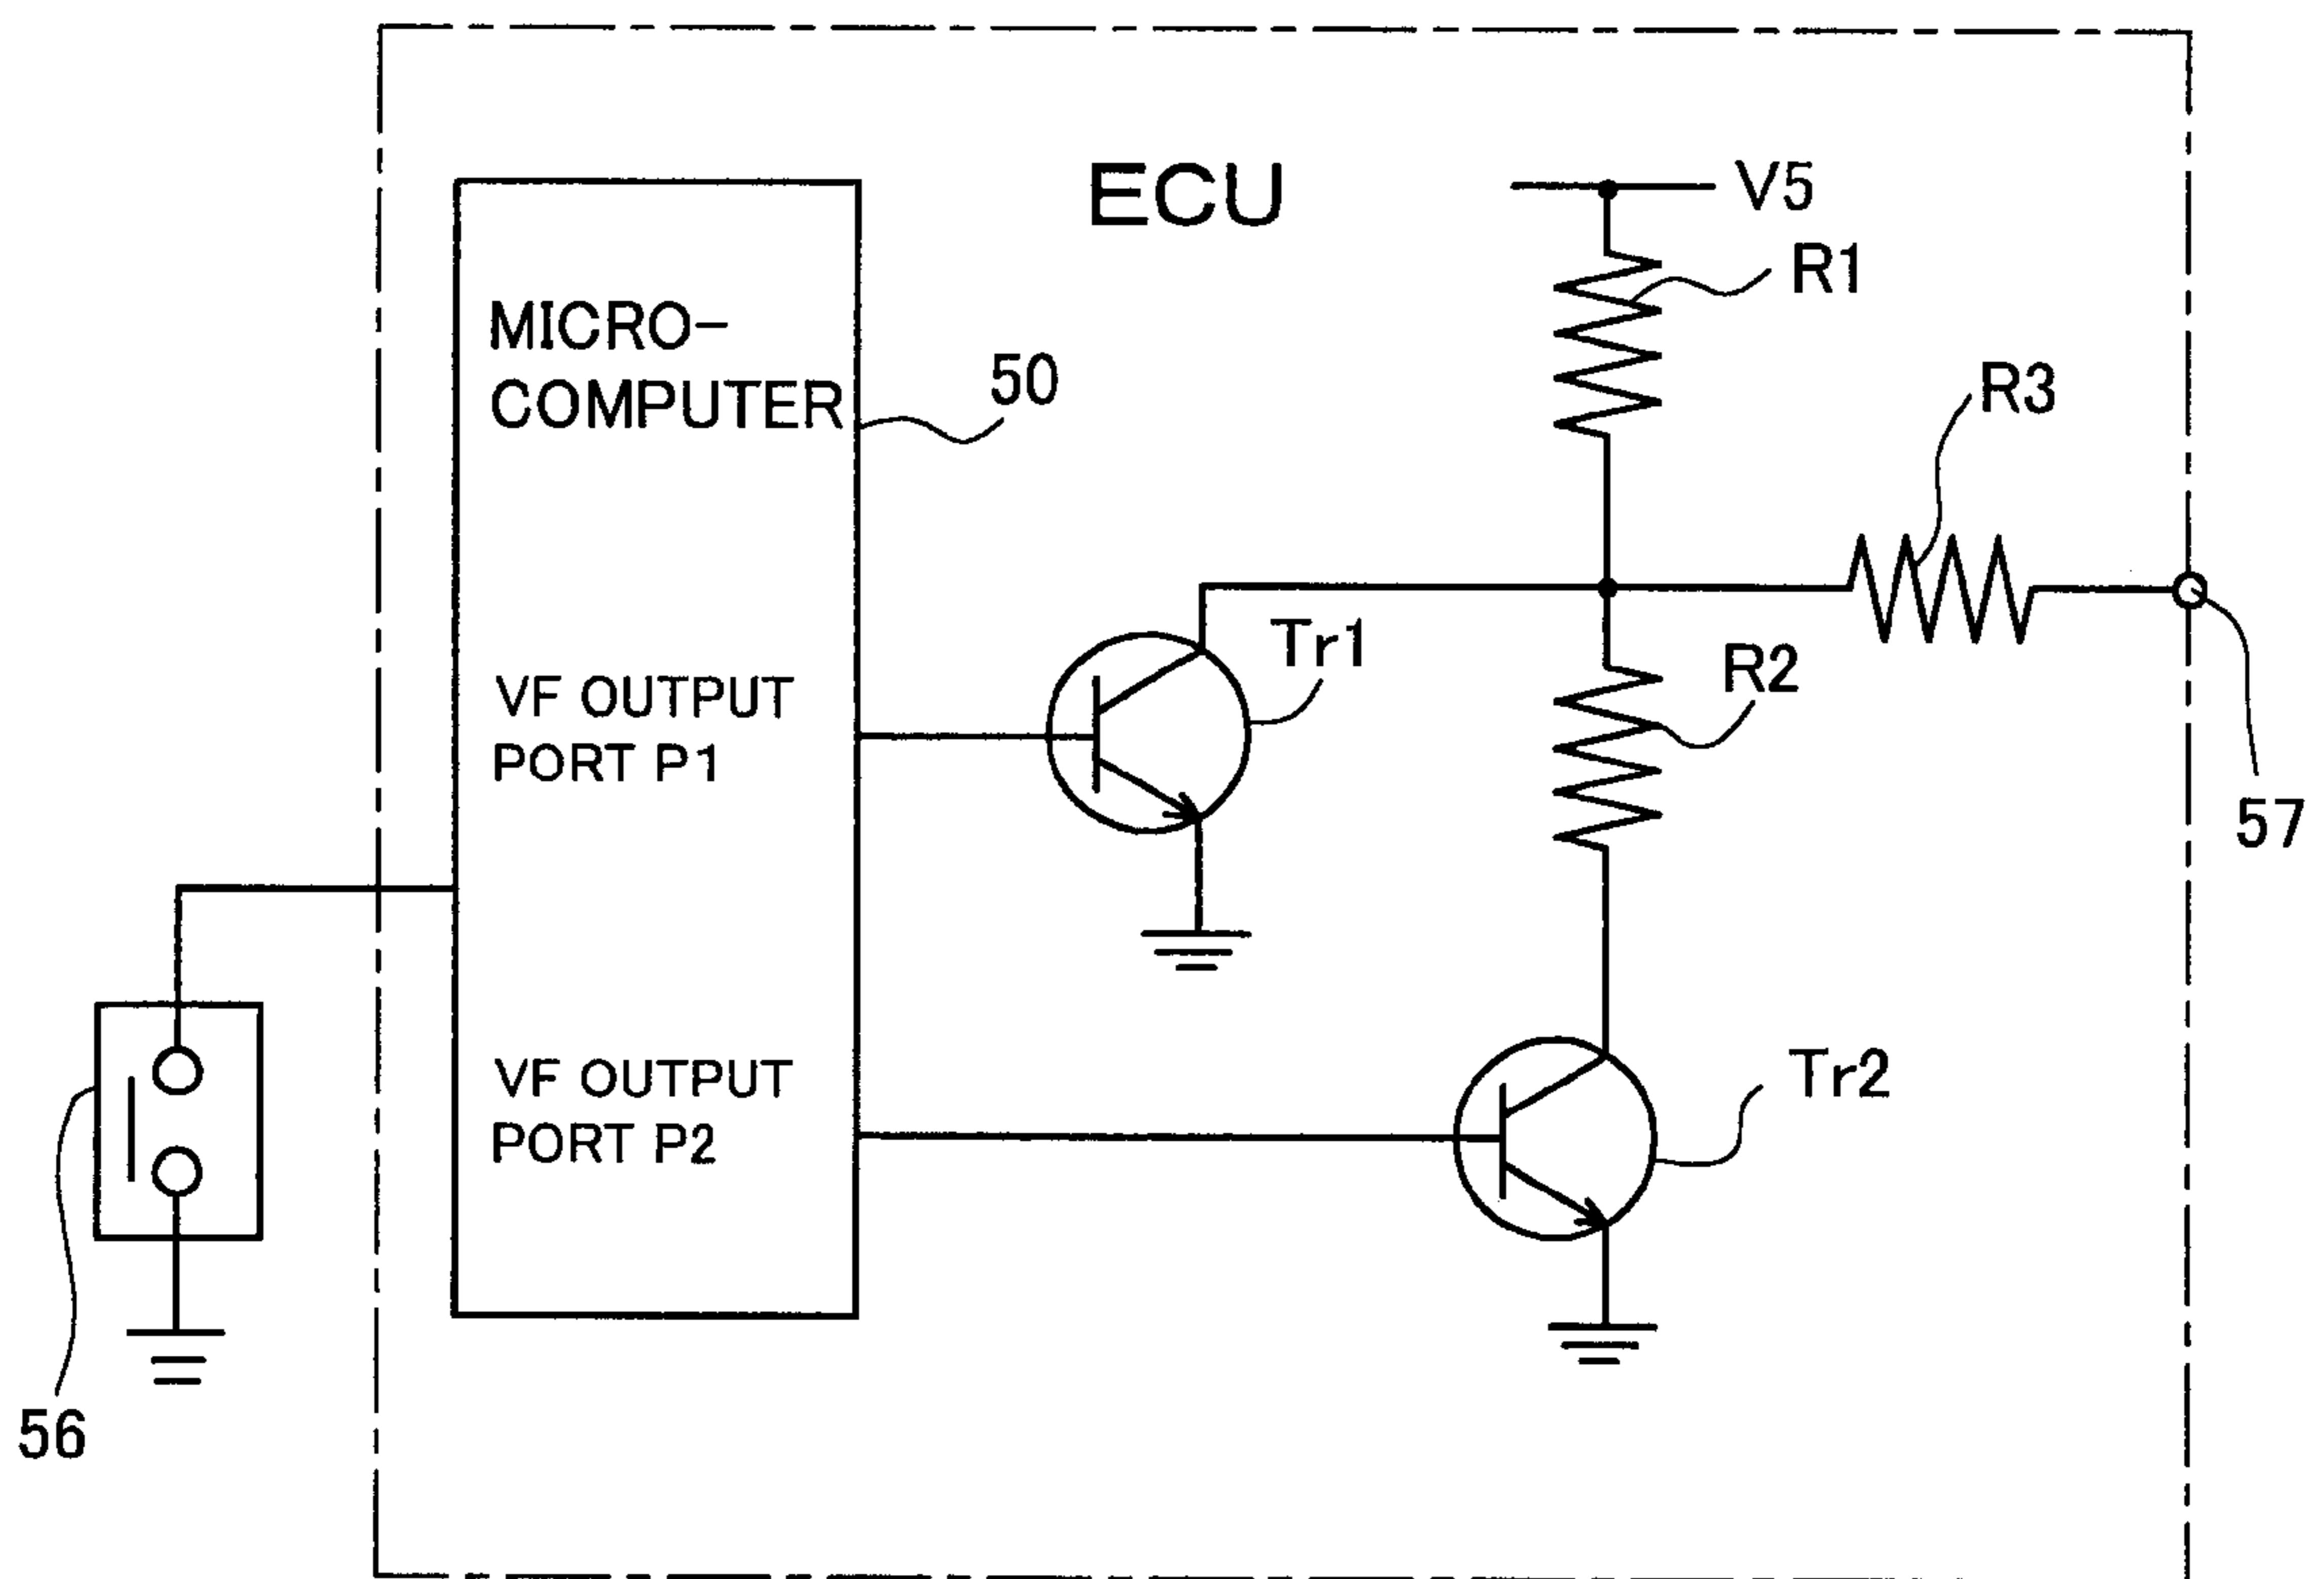 ECU
V5
R1
MICRO-
COMPUTER
50
R3
Tr1
R2
VF OUTPUT
PORT P1
57
VF OUTPUT
PORT P2
Tr2
56